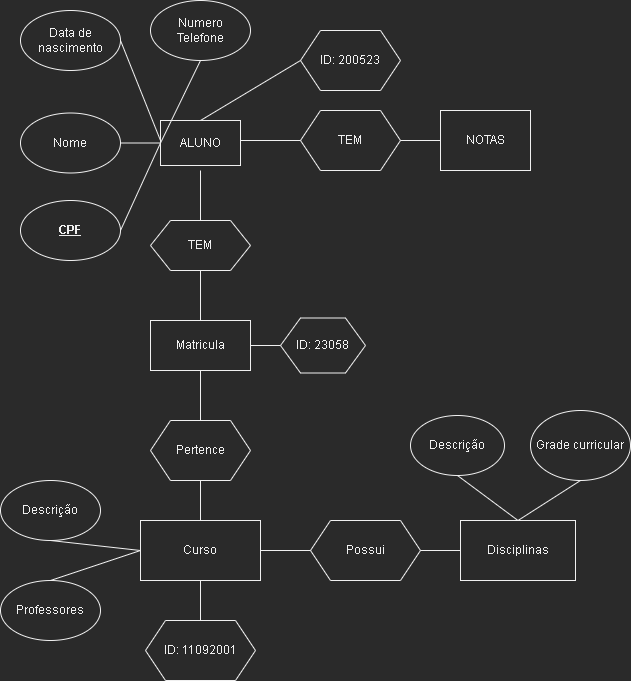 Data de
nascimento
Numero
Telefone
ID: 200523
Nome
ALUNO
TEM
NOTAS
CPF
TEM
Matricula
ID: 23058
Pertence
Descrição
Grade curricular
Descrição
Curso
Possui
Disciplinas
Professores
ID: 11092001